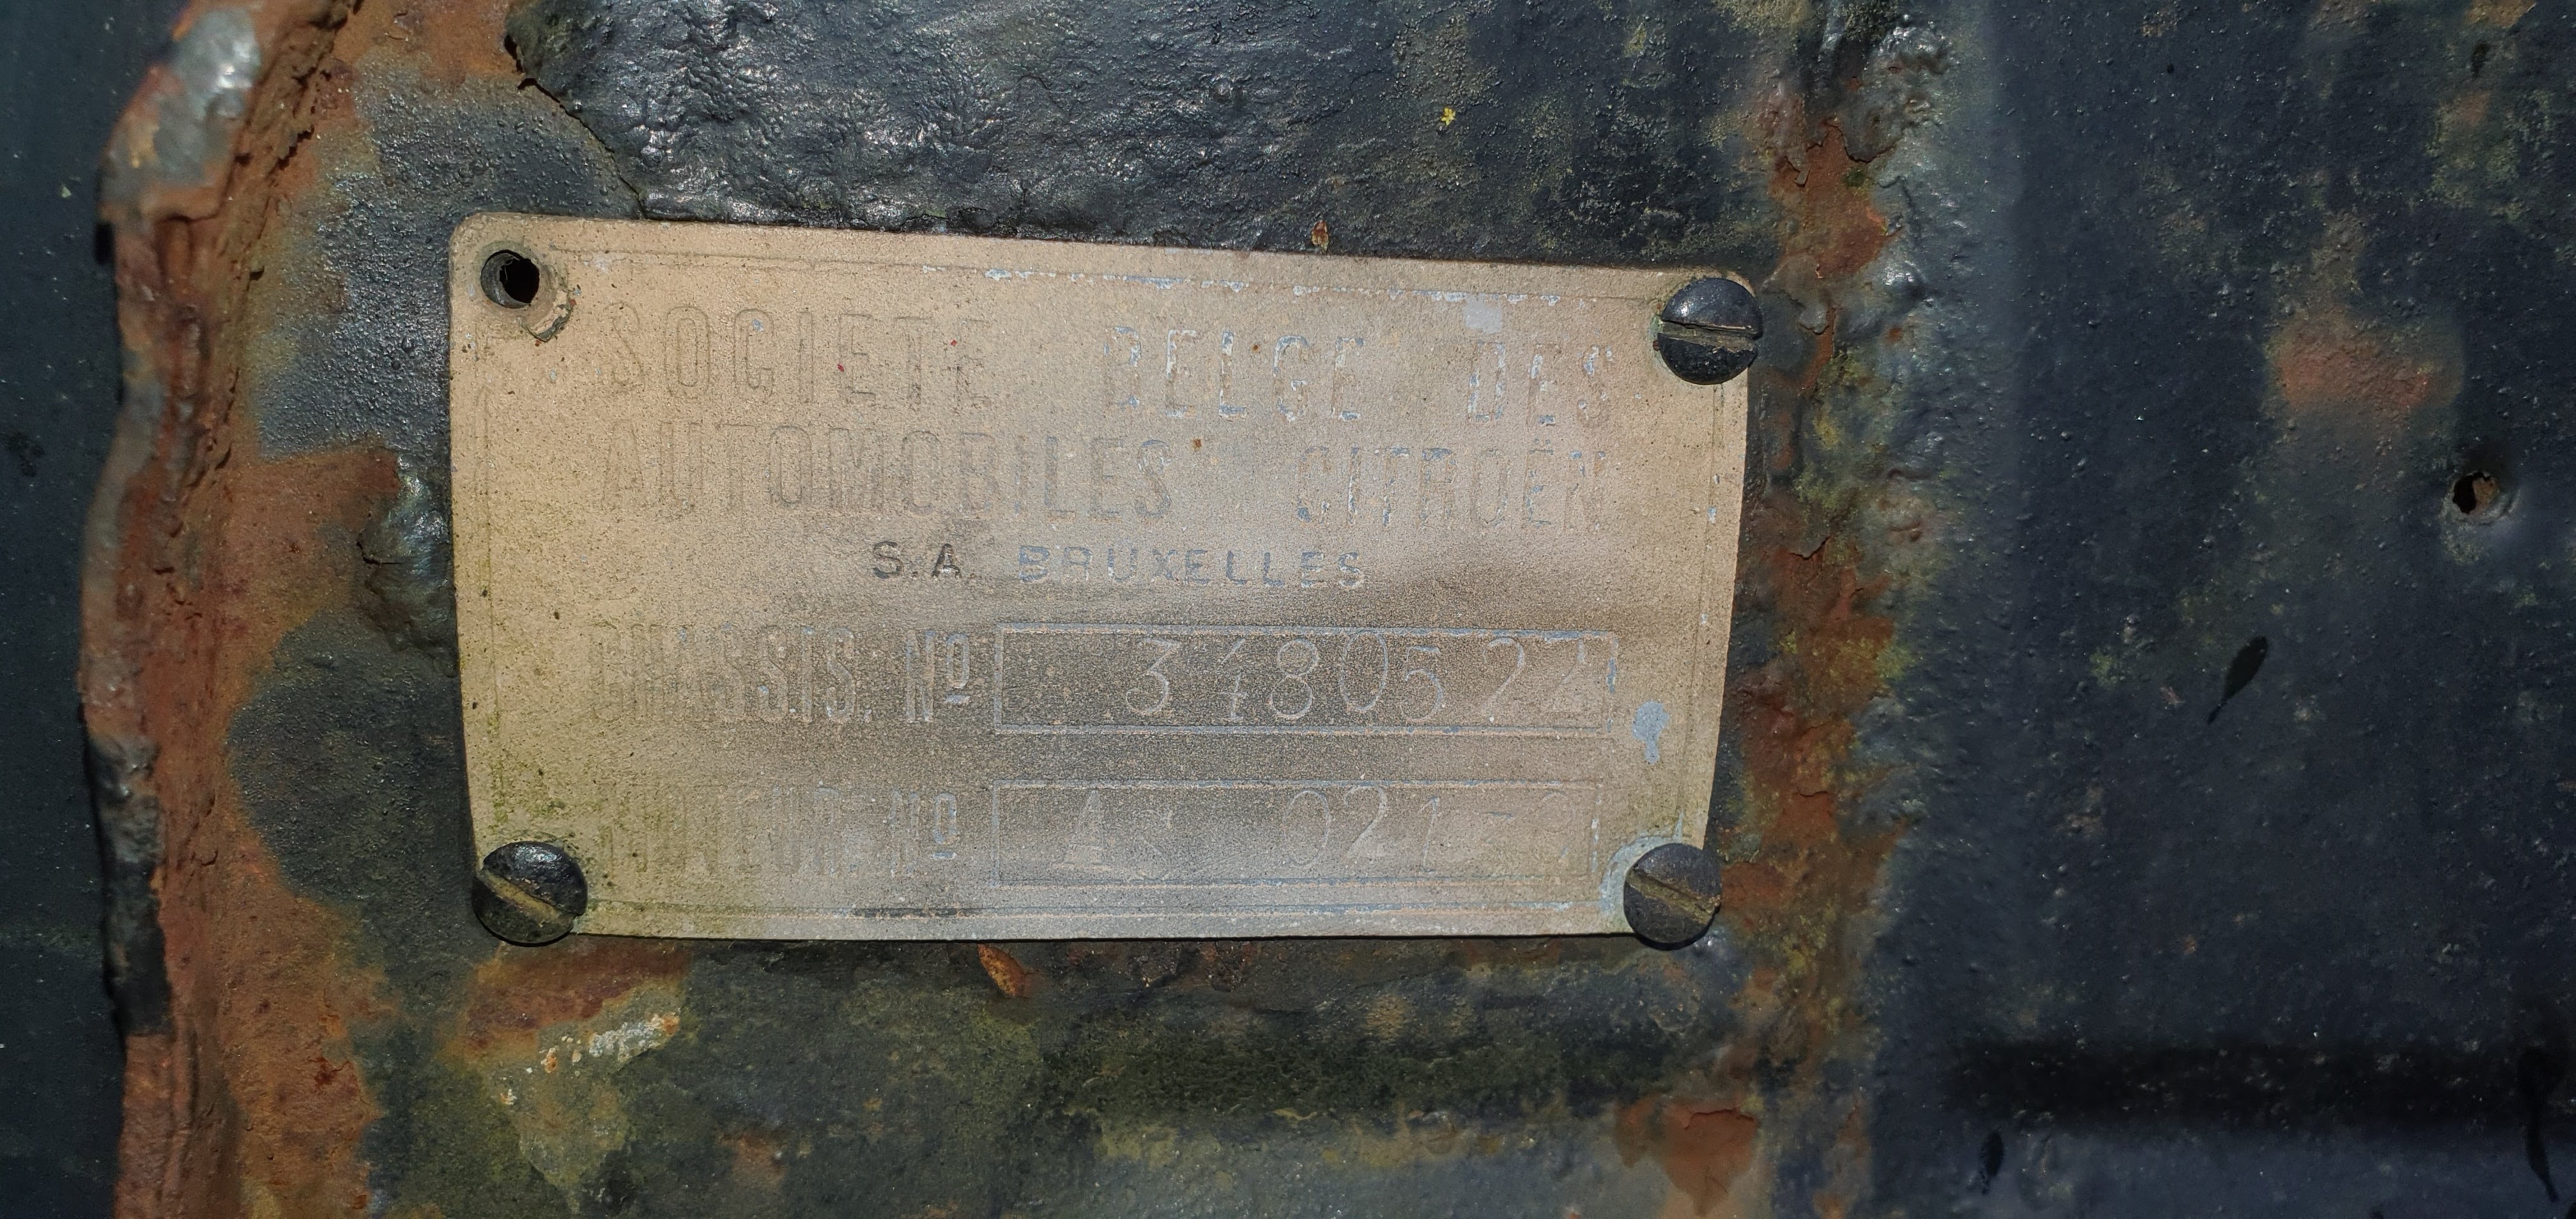 SOCIETE BELGE DES
AUTOMOBILES CITROËN
S.A. BRUXELLES
CHASSIS. Nº 3480522
MOTEUR. Nº